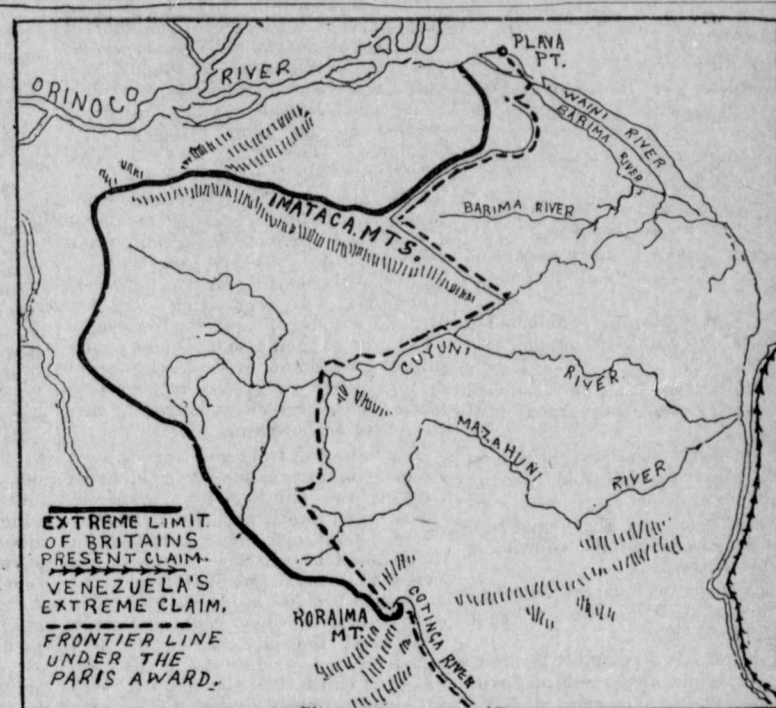 PLAYA
PT.
ORINOCO RIVER
WAINI RIVER
BARIMA
RIVER
IMATACA. MTS.
BARIMA RIVER
CUYUNI
RIVER
MAZAHUNI
RIVER
EXTREME LIMIT
OF BRITAINS
PRESENT CLAIM.
VENEZUELA'S
EXTREME CLAIM.
FRONTIER LINE
UNDER THE
PARIS AWARD.
RORAIMA
MT.
COTINGA RIVER